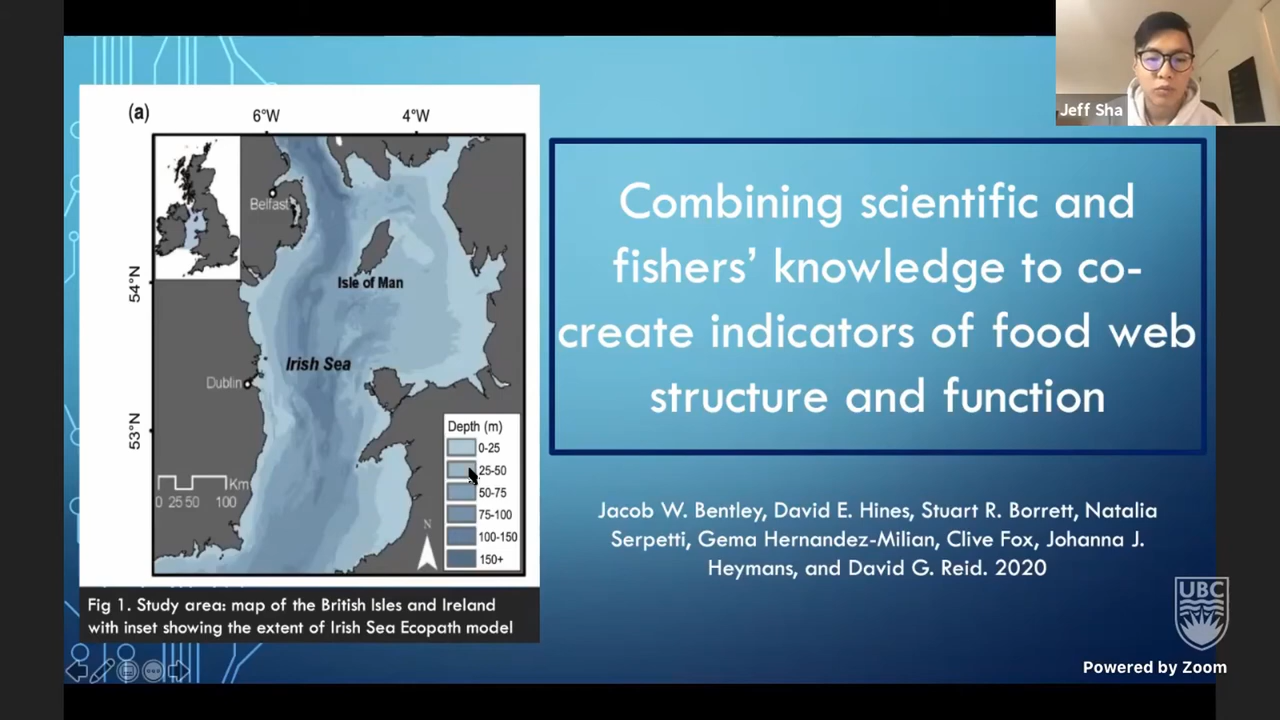 Jeff Sha
(a)
6°W
4°W
Belfast
54°N
Isle of Man
Irish Sea
Dublin
53°N
Km
0 25 50 100
N
Depth (m)
0-25
25-50
50-75
75-100
100-150
150+
Fig 1. Study area: map of the British Isles and Ireland
with inset showing the extent of Irish Sea Ecopath model
Combining scientific and
fishers’ knowledge to co-
create indicators of food web
structure and function
Jacob W. Bentley, David E. Hines, Stuart R. Borrett, Natalia
Serpetti, Gema Hernandez-Milian, Clive Fox, Johanna J.
Heymans, and David G. Reid. 2020
UBC
Powered by Zoom